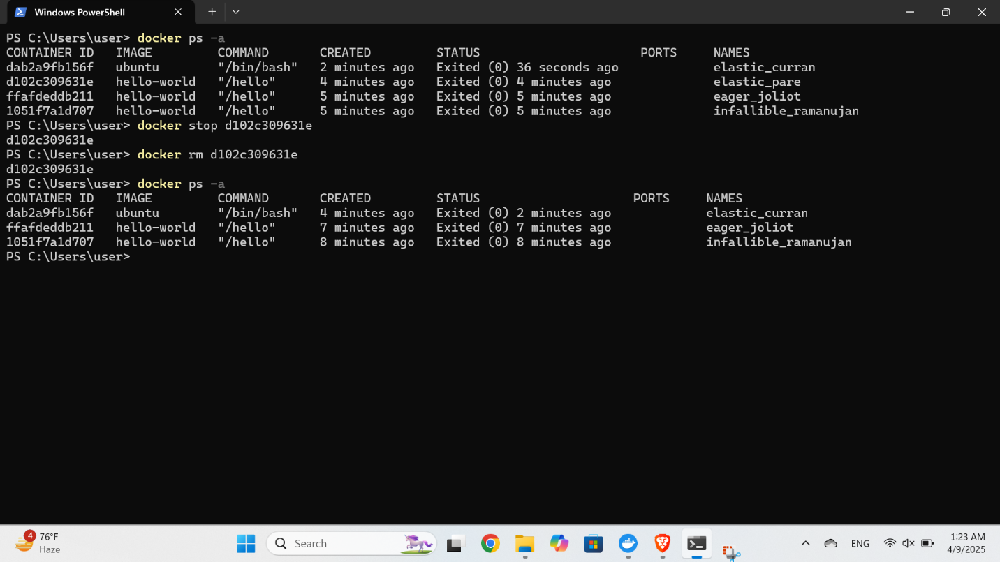 Windows PowerShell
PS C:\Users\user> docker ps -a
CONTAINER ID   IMAGE         COMMAND       CREATED         STATUS                      PORTS     NAMES
dab2a9fb156f   ubuntu        "/bin/bash"   2 minutes ago   Exited (0) 36 seconds ago             elastic_curran
d102c309631e   hello-world   "/hello"      4 minutes ago   Exited (0) 4 minutes ago              elastic_pare
ffafdeddb211   hello-world   "/hello"      5 minutes ago   Exited (0) 5 minutes ago              eager_joliot
1051f7a1d707   hello-world   "/hello"      5 minutes ago   Exited (0) 5 minutes ago              infallible_ramanujan
PS C:\Users\user> docker stop d102c309631e
d102c309631e
PS C:\Users\user> docker rm d102c309631e
d102c309631e
PS C:\Users\user> docker ps -a
CONTAINER ID   IMAGE         COMMAND       CREATED         STATUS                     PORTS     NAMES
dab2a9fb156f   ubuntu        "/bin/bash"   4 minutes ago   Exited (0) 2 minutes ago             elastic_curran
ffafdeddb211   hello-world   "/hello"      7 minutes ago   Exited (0) 7 minutes ago             eager_joliot
1051f7a1d707   hello-world   "/hello"      8 minutes ago   Exited (0) 8 minutes ago             infallible_ramanujan
PS C:\Users\user>
4
76°F
Haze
Search
ENG
1:23 AM
4/9/2025